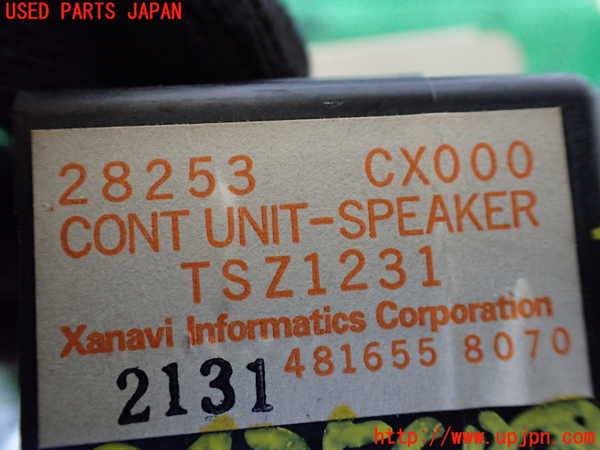 USED PARTS JAPAN
28253 CX000
CONT UNIT-SPEAKER
TSZ1231
Xanavi Informatics Corporation
2131 481655 8070
http://www.upjpn.com/